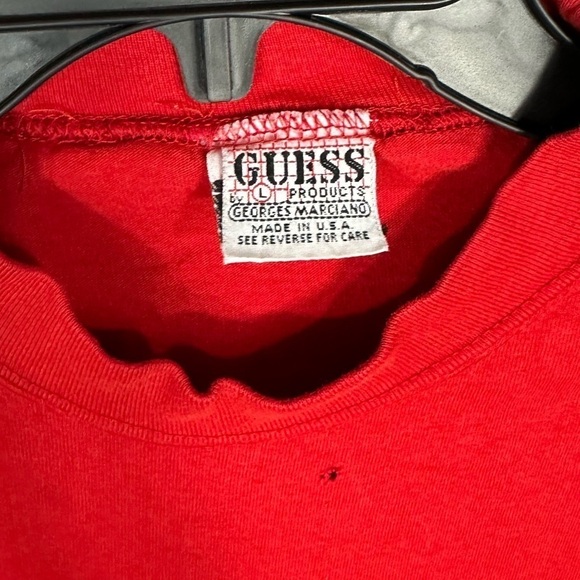 GUESS
By L PRODUCTS
GEORGES MARCIANO
MADE IN U.S.A.
SEE REVERSE FOR CARE